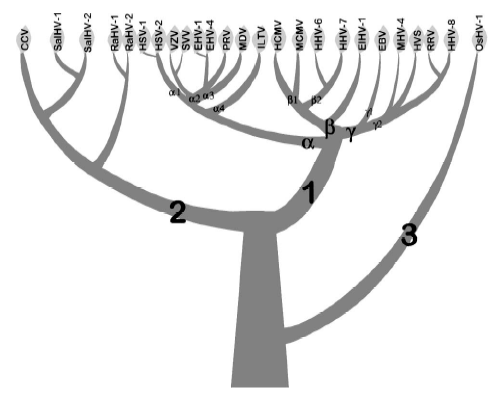 CCV
SalHV-1
SalHV-2
RaHV-1
RaHV-2
HSV-1
HSV-2
VZV
SVV
EHV-1
EHV-4
PRV
MDV
ILTV
HCMV
MCMV
HHV-6
HHV-7
ElHV-1
EBV
MHV-4
HVS
RRV
HHV-8
OsHV-1
α1
α2
α3
α4
β1
β2
γ1
γ2
α
β
γ
1
2
3